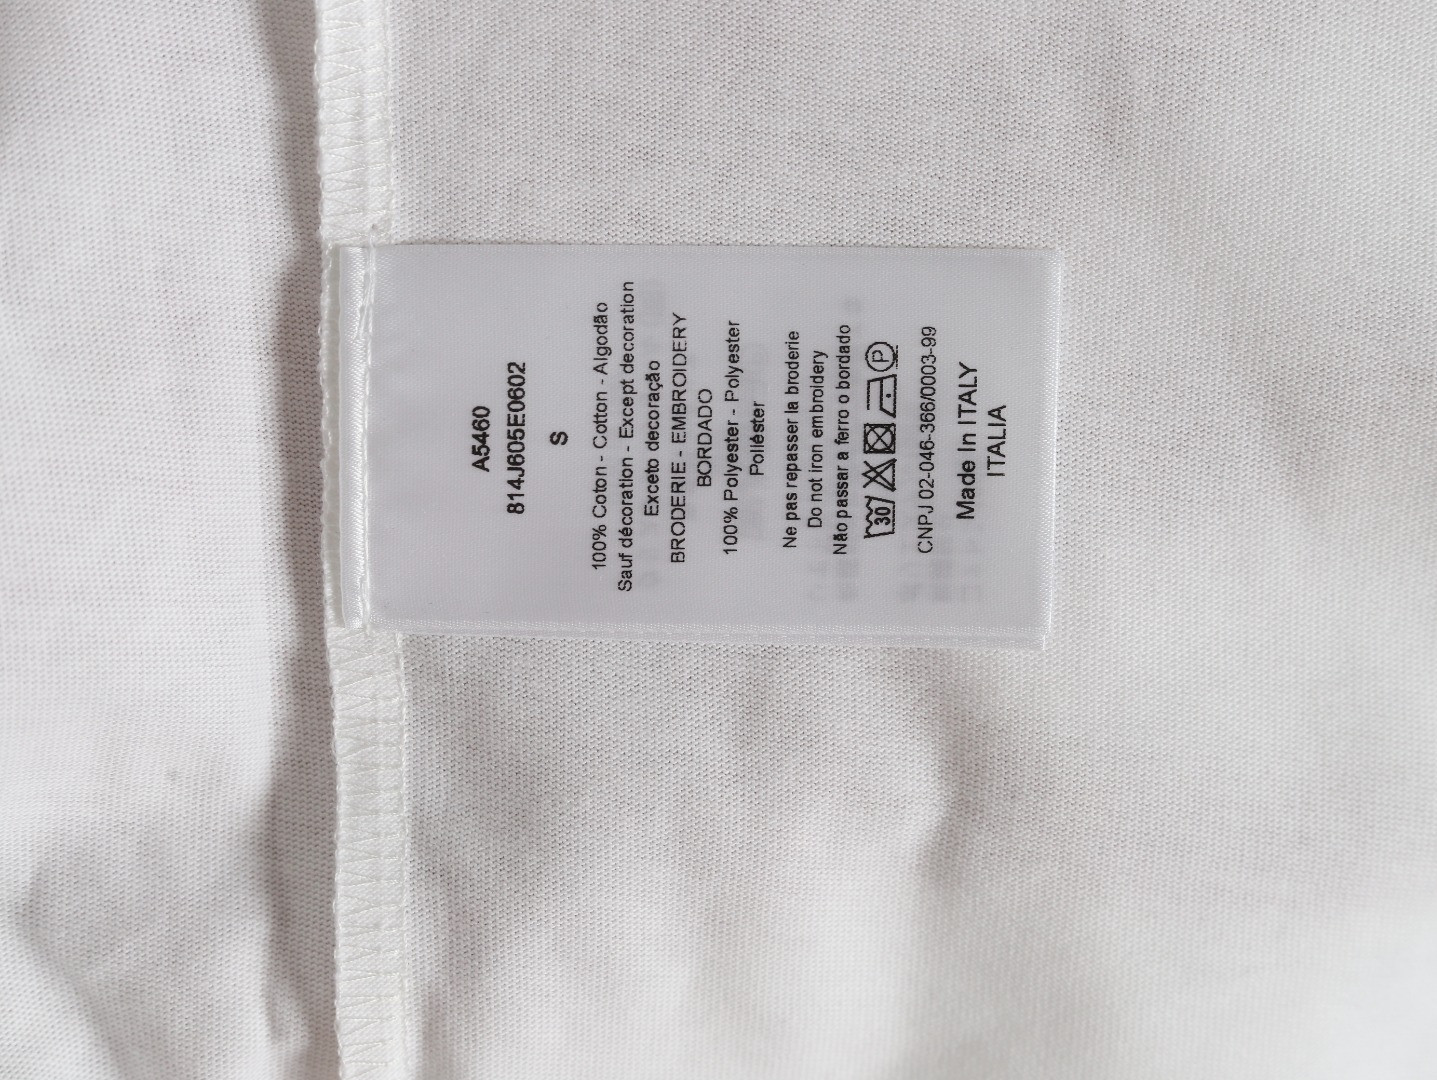 A5460
814J605E0602
S
100% Coton - Cotton - Algodão
Sauf décoration - Except decoration
Exceto decoração
BRODERIE - EMBROIDERY
BORDADO
100% Polyester - Polyester
Poliéster
Ne pas repasser la broderie
Do not iron embroidery
Não passar a ferro o bordado
30 P
CNPJ 02-046-366/0003-99
Made In ITALY
ITALIA